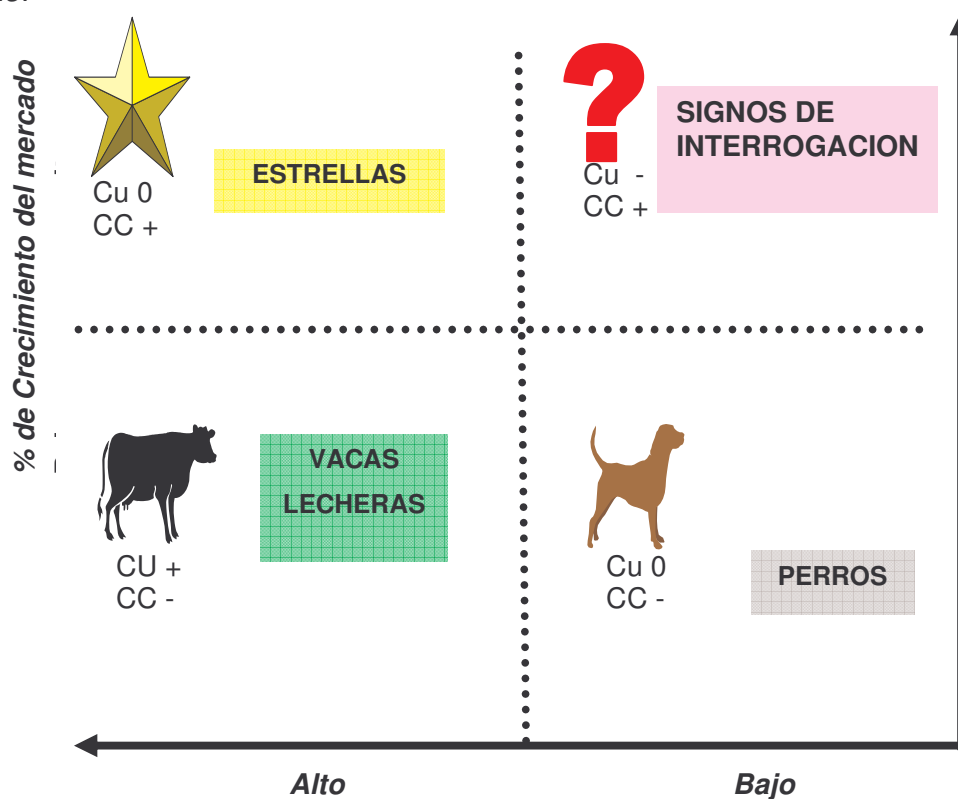 % de Crecimiento del mercado
Cu 0
CC +
ESTRELLAS
Cu -
CC +
SIGNOS DE
INTERROGACION
CU +
CC -
VACAS
LECHERAS
Cu 0
CC -
PERROS
Alto
Bajo